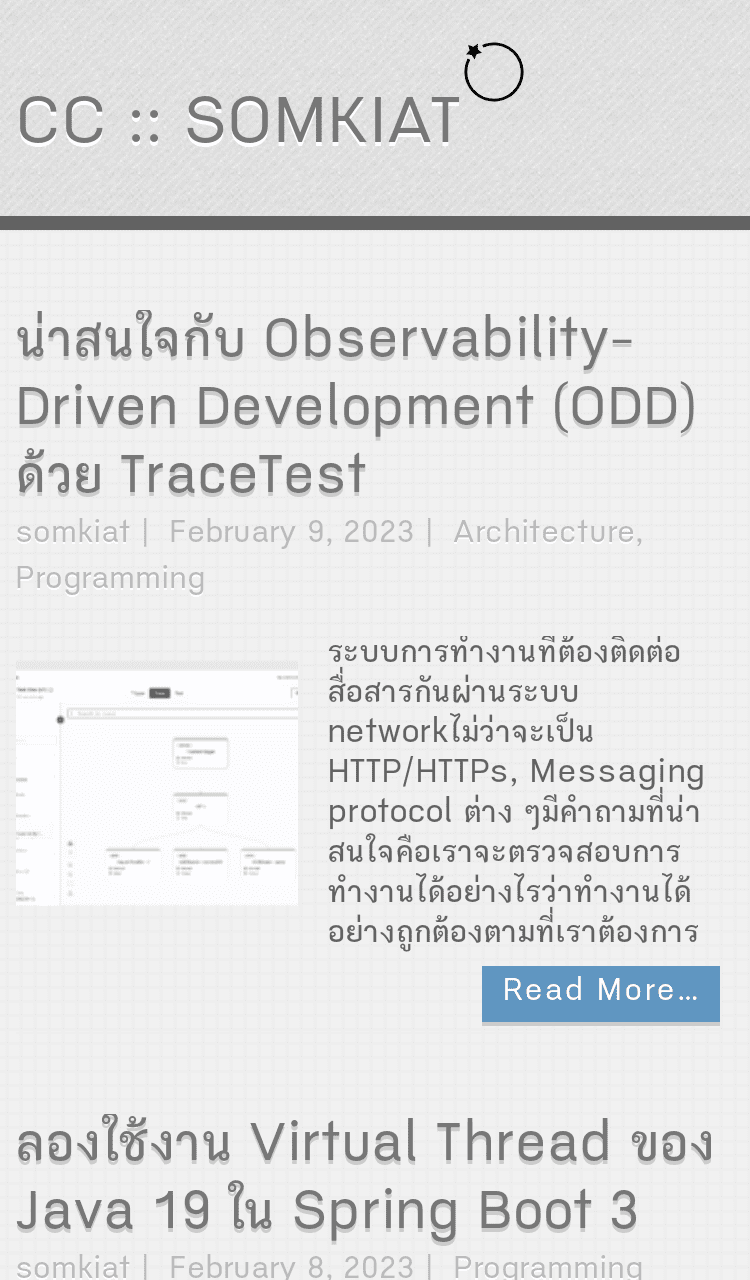 CC :: SOMKIAT
น่าสนใจกับ Observability-
Driven Development (ODD)
ด้วย TraceTest
somkiat | February 9, 2023 | Architecture,
Programming
ระบบการทำงานที่ต้องติดต่อ
สื่อสารกันผ่านระบบ
networkไม่ว่าจะเป็น
HTTP/HTTPs, Messaging
protocol ต่าง ๆมีคำถามที่น่า
สนใจคือเราจะตรวจสอบการ
ทำงานได้อย่างไรว่าทำงานได้
อย่างถูกต้องตามที่เราต้องการ
Read More…
ลองใช้งาน Virtual Thread ของ
Java 19 ใน Spring Boot 3
somkiat | February 8, 2023 | Programming